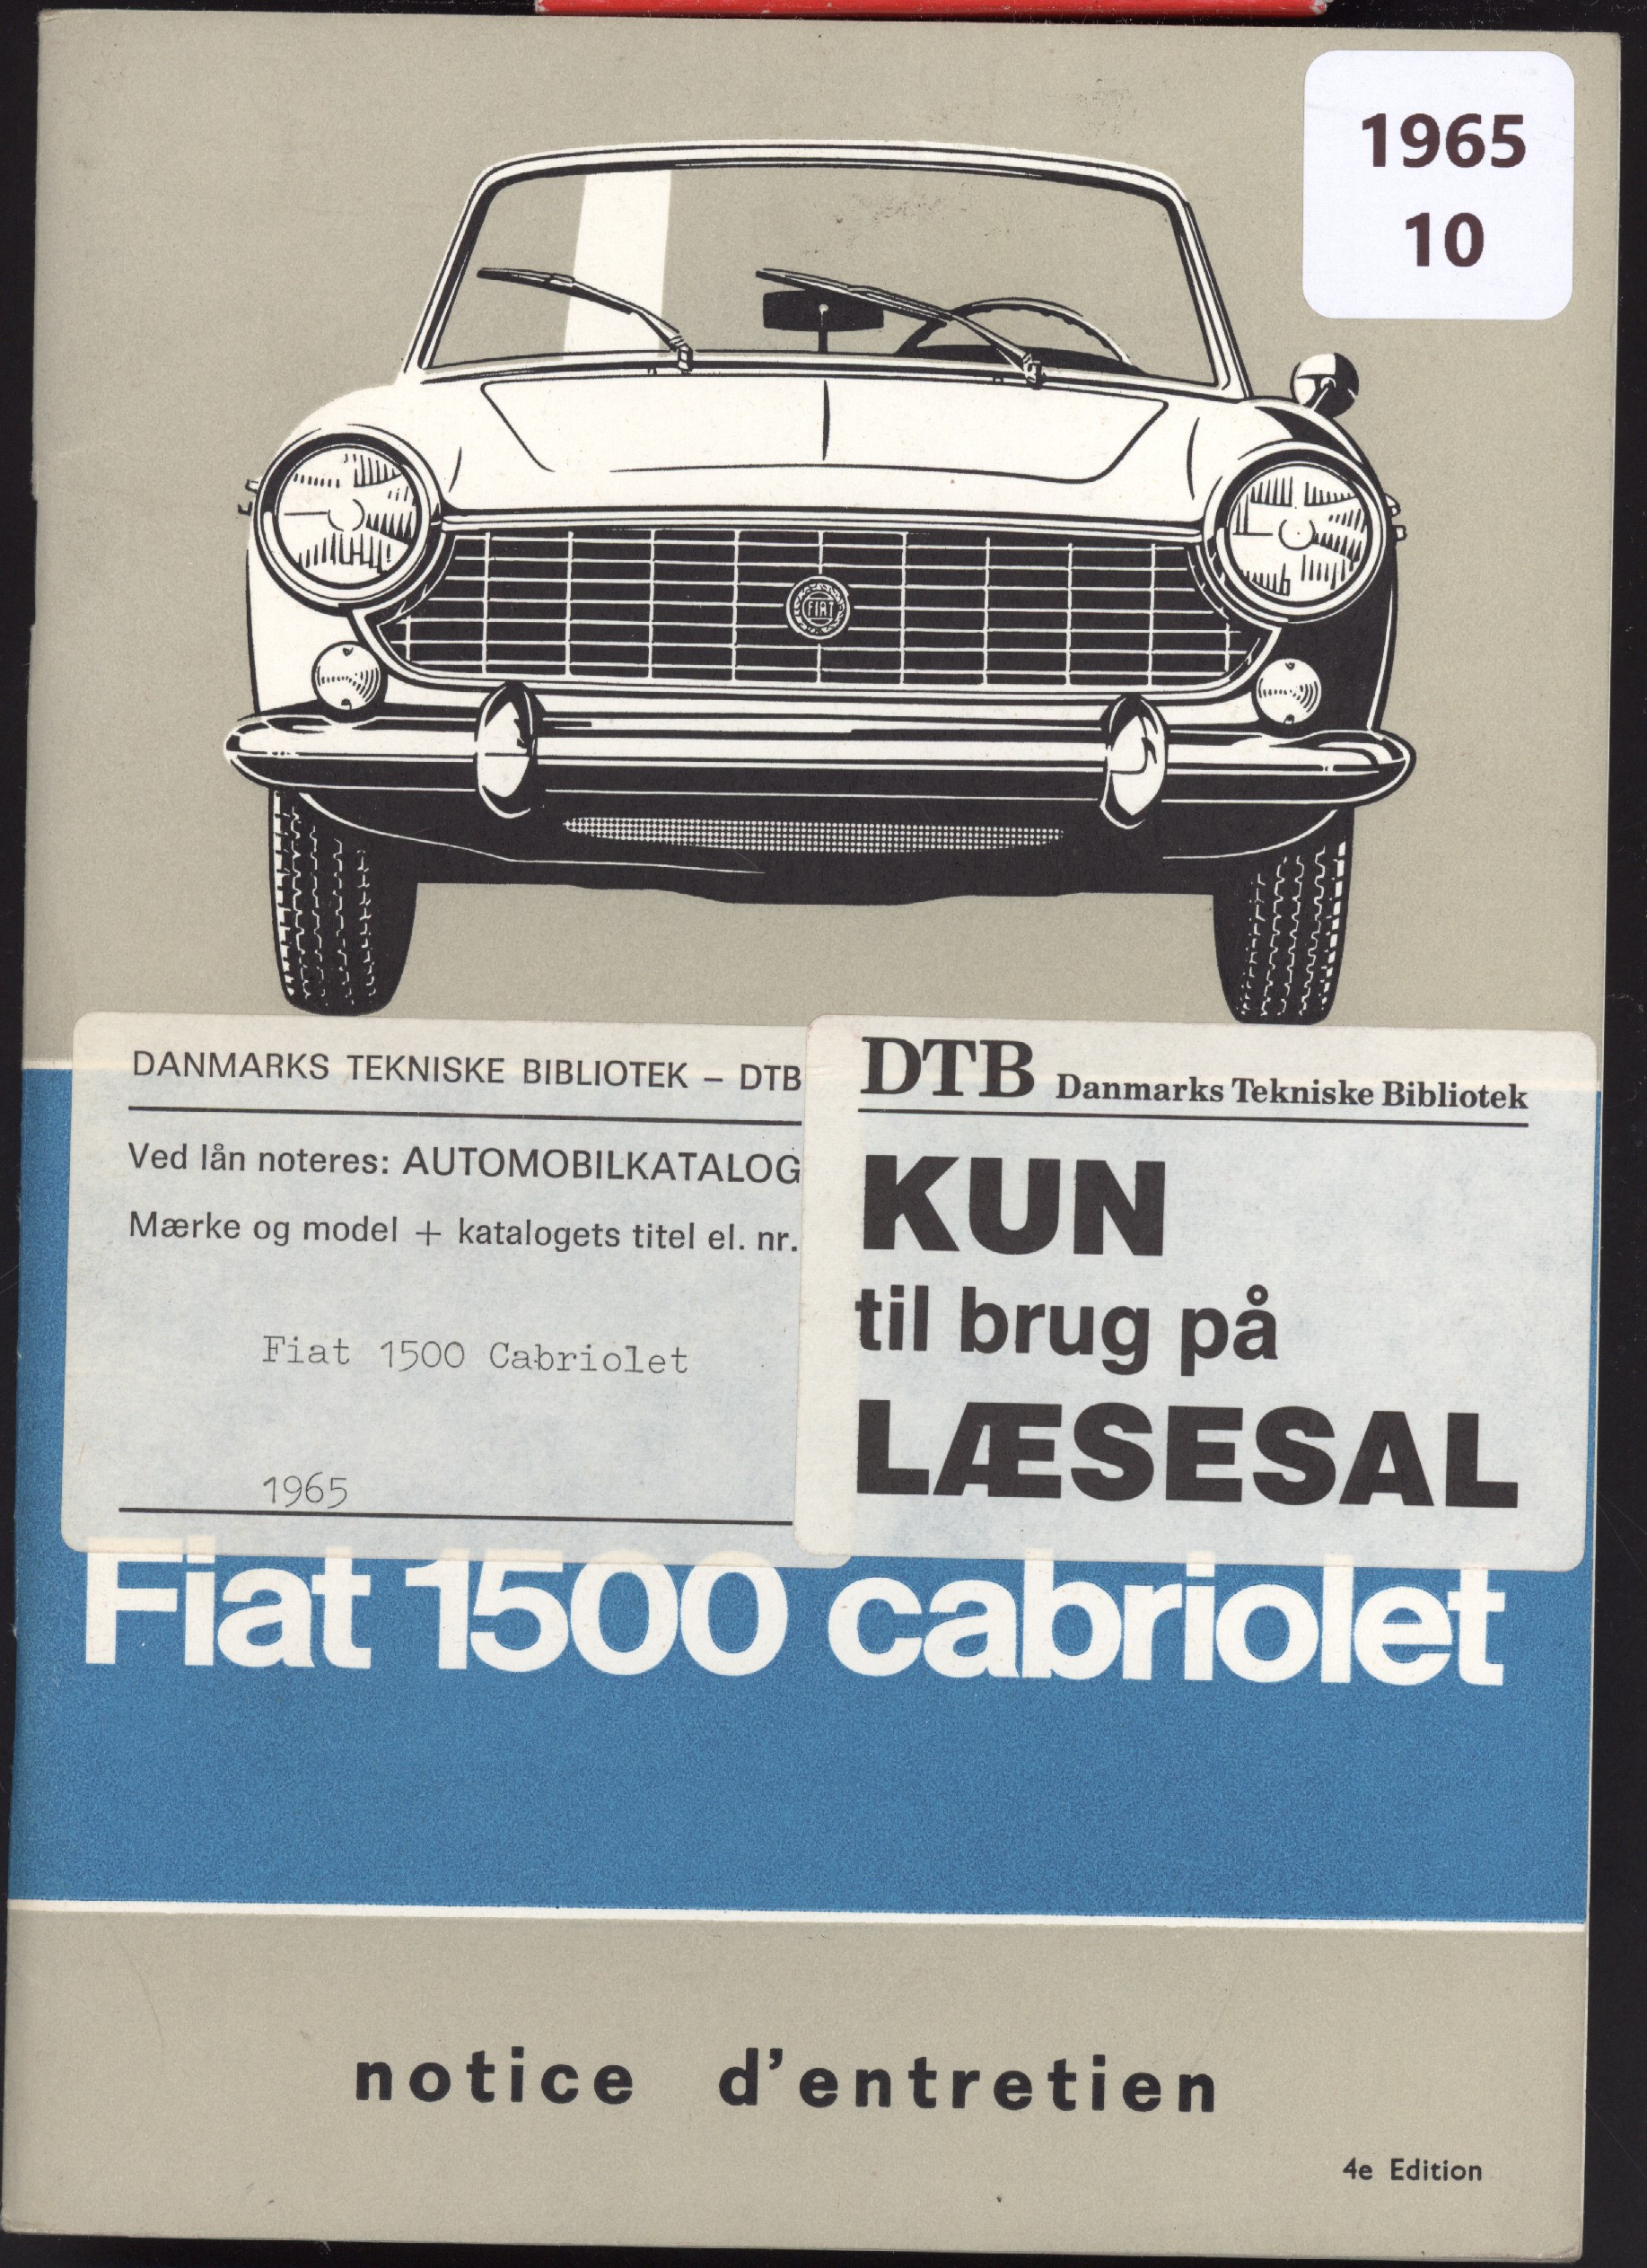 1965
10
FIAT
DANMARKS TEKNISKE BIBLIOTEK – DTB
Ved lån noteres: AUTOMOBILKATALOG
Mærke og model + katalogets titel el. nr.
Fiat 1500 Cabriolet
1965
DTB Danmarks Tekniske Bibliotek
KUN
til brug på
LÆSESAL
Fiat 1500 cabriolet
notice d'entretien
4e Edition